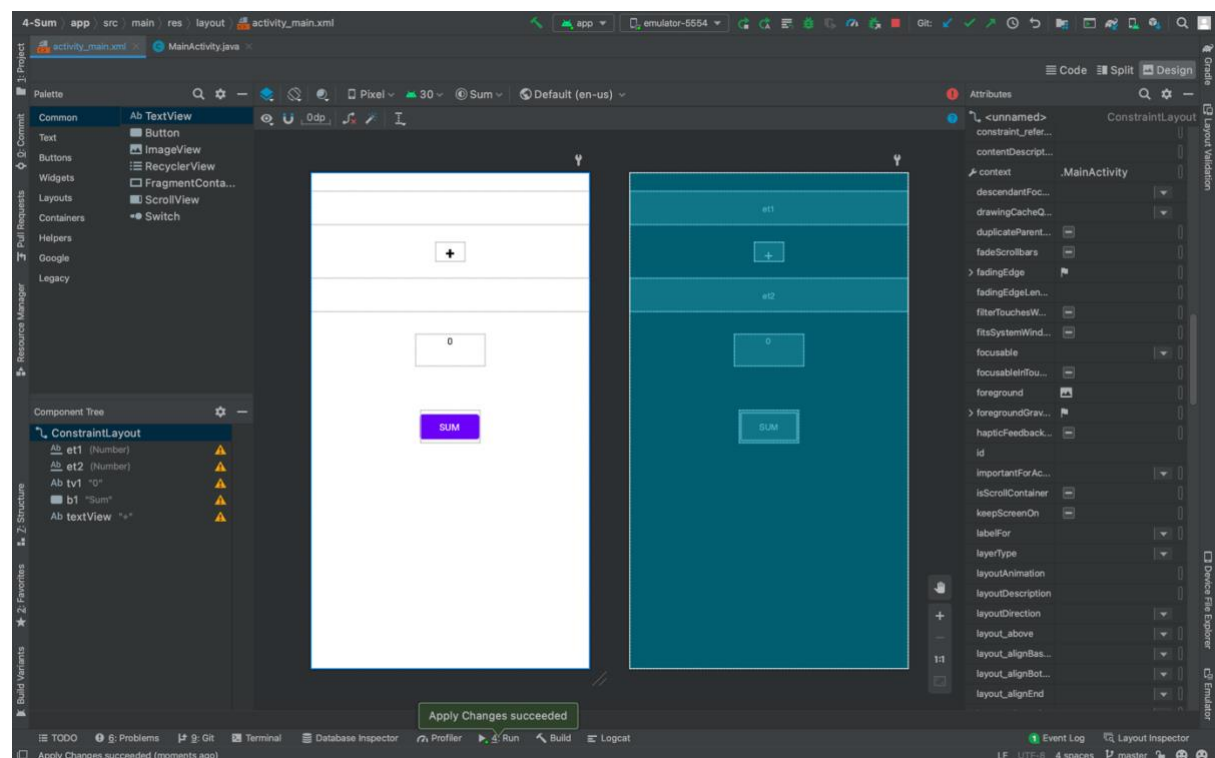 4-Sum 〉 app 〉 src 〉 main 〉 res 〉 layout 〉 activity_main.xml
app
emulator-5554
Git:
activity_main.xml
MainActivity.java
Code
Split
Design
Palette
Pixel
30
Sum
Default (en-us)
Attributes
Common
Text
Buttons
Widgets
Layouts
Containers
Helpers
Google
Legacy
Ab TextView
Button
ImageView
RecyclerView
FragmentConta...
ScrollView
Switch
0dp
+
0
SUM
et1
+
et2
0
SUM
<unnamed> ConstraintLayout
constraint_refer...
contentDescript...
context .MainActivity
descendantFoc...
drawingCacheQ...
duplicateParent...
fadeScrollbars
fadingEdge
fadingEdgeLen...
filterTouchesW...
fitsSystemWind...
focusable
focusableInTou...
foreground
foregroundGrav...
hapticFeedback...
id
importantForAc...
isScrollContainer
keepScreenOn
labelFor
layerType
layoutAnimation
layoutDescription
layoutDirection
layout_above
layout_alignBas...
layout_alignBot...
layout_alignEnd
Component Tree
ConstraintLayout
Ab et1 (Number)
Ab et2 (Number)
Ab tv1 "0"
b1 "Sum"
Ab textView "+"
1:1
Apply Changes succeeded
TODO
6: Problems
9: Git
Terminal
Database Inspector
Profiler
4: Run
Build
Logcat
1 Event Log
Layout Inspector
Apply Changes succeeded (moments ago)
LF UTF-8 4 spaces master
1: Project
0: Commit
Pull Requests
Resource Manager
Z: Structure
2: Favorites
Build Variants
Gradle
Layout Validation
Device File Explorer
Emulator